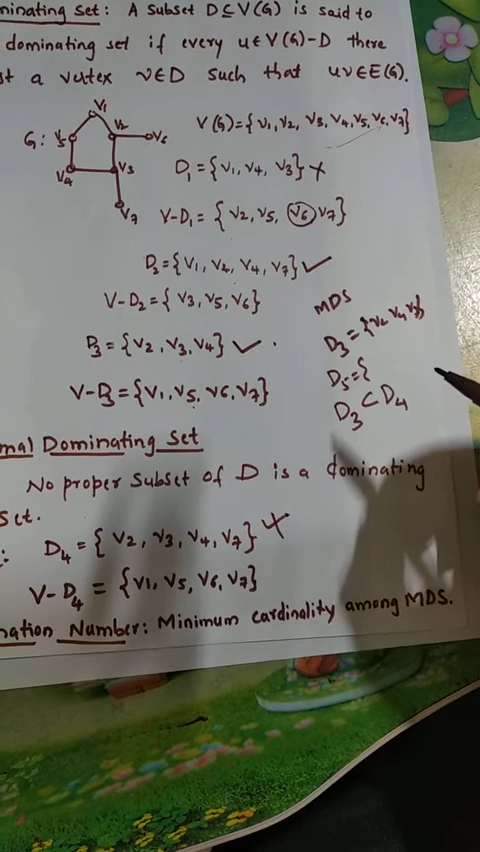 minating set: A subset D⊆V(G) is said to
dominating set if every u∈V(G)-D there
st a vertex v∈D such that uv∈E(G).
G:
V1
V2
V6
V5
V4
V3
V7
V(G)={V1,V2, V3,V4,V5,V6,V7}
D1={V1,V4, V3}×
V-D1= {V2,V5, V6 V7}
D2={V1,V2,V4,V7}✓
V-D2={V3,V5,V6}
D3={V2,V3,V4}✓.
V-D3={V1,V5,V6,V7}
MDS
D3={V2 V4 V3}
D5={
D3⊂D4
mal Dominating Set
No proper subset of D is a dominating
set.
: D4={V2,V3,V4,V7}×
V-D4={V1,V5,V6,V7}
nation Number: Minimum cardinality among MDS.